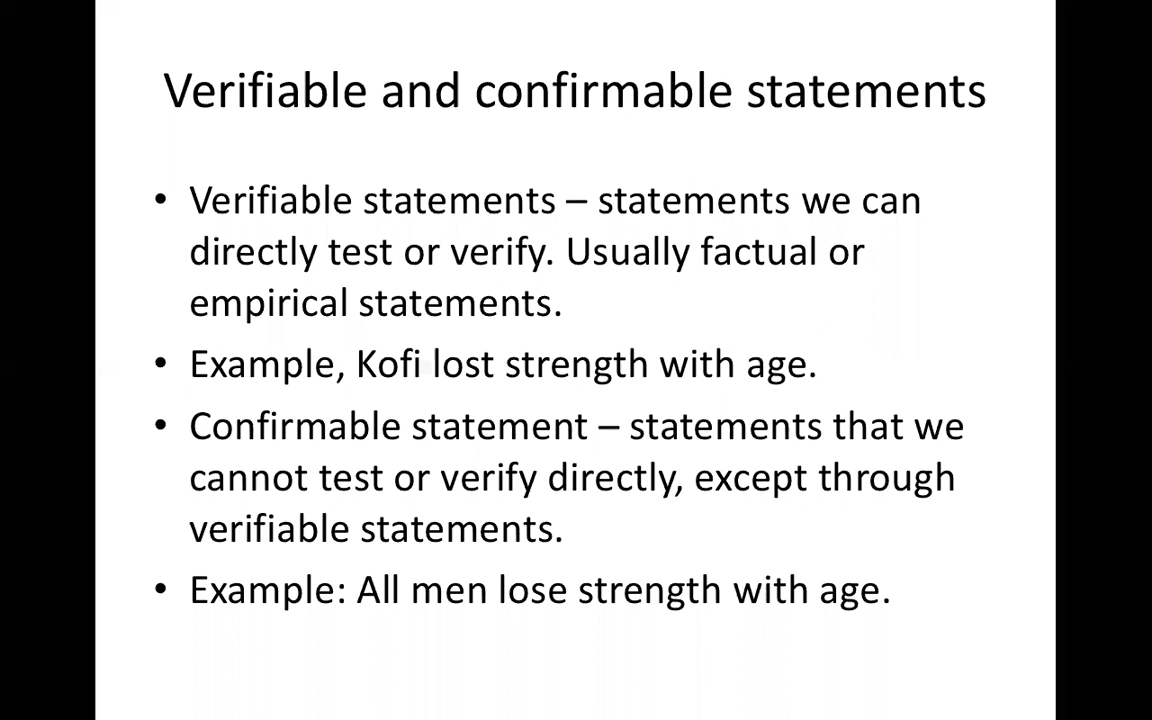 Verifiable and confirmable statements
• Verifiable statements – statements we can
directly test or verify. Usually factual or
empirical statements.
• Example, Kofi lost strength with age.
• Confirmable statement – statements that we
cannot test or verify directly, except through
verifiable statements.
• Example: All men lose strength with age.